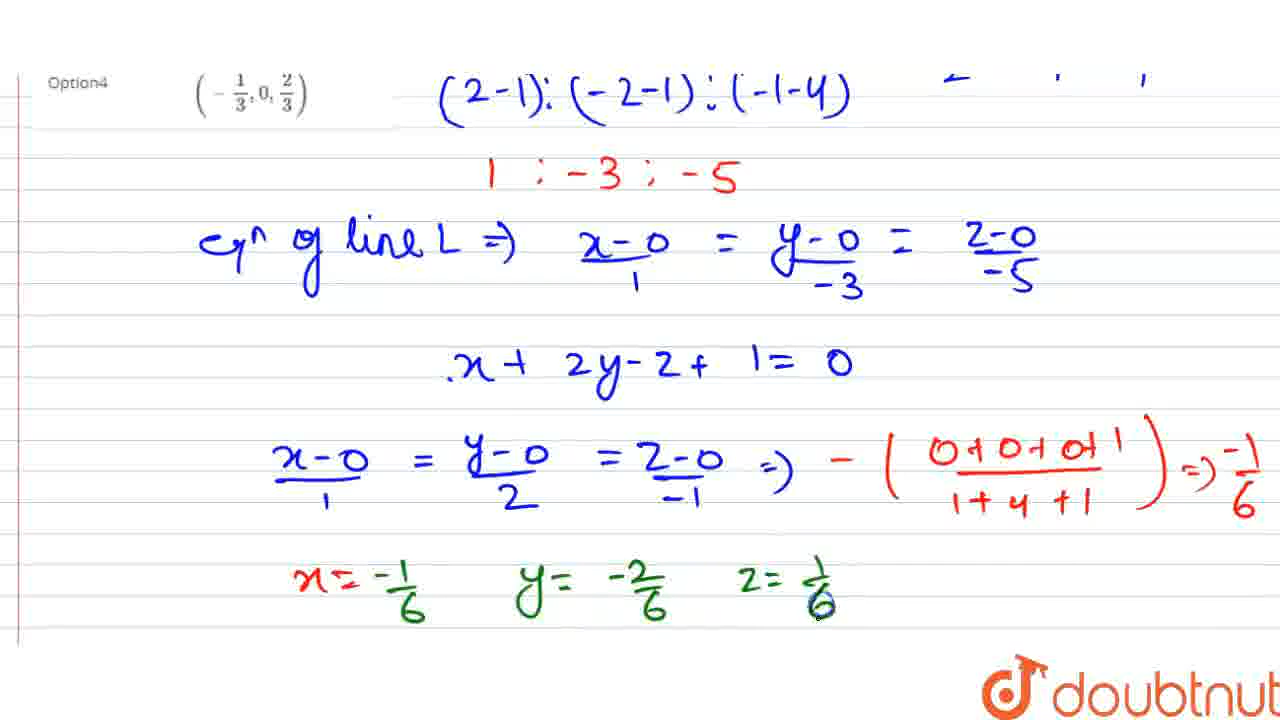 Option4 (-1/3, 0, 2/3)
(2-1):(-2-1):(-1-4)
1 : -3 : -5
eqn of line L => x-0/1 = y-0/-3 = z-0/-5
x+ 2y-z+ 1= 0
x-0/1 = y-0/2 = z-0/-1 => -(0+0+0+1/1+4+1) => -1/6
x= -1/6 y= -2/6 z= 1/6
doubtnut